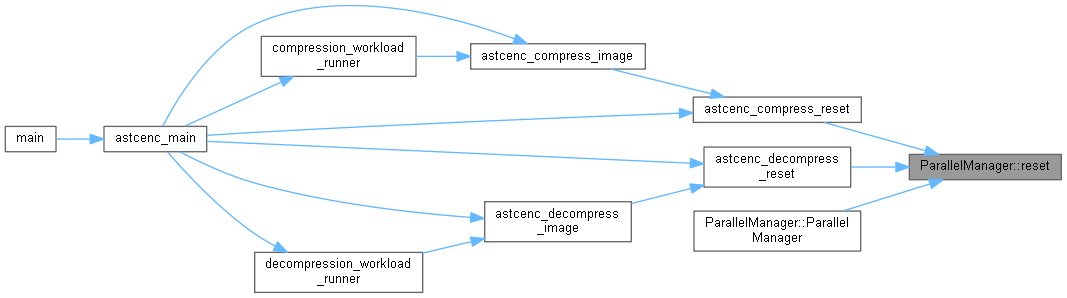 main
astcenc_main
compression_workload
_runner
decompression_workload
_runner
astcenc_compress_image
astcenc_decompress
_image
astcenc_compress_reset
astcenc_decompress
_reset
ParallelManager::Parallel
Manager
ParallelManager::reset